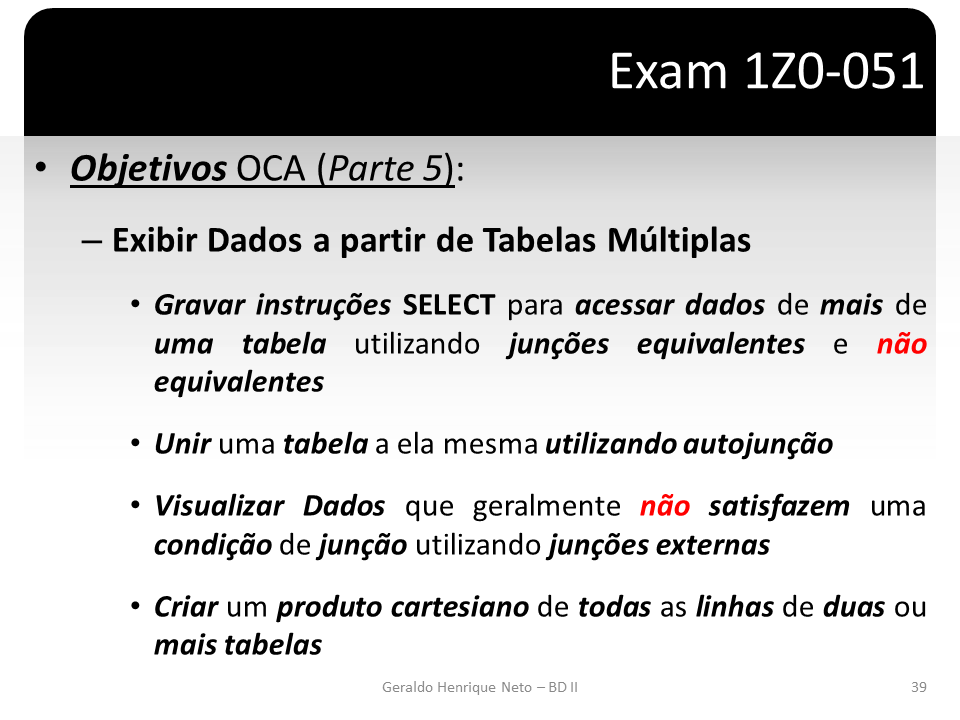 Exam 1Z0-051
• Objetivos OCA (Parte 5):
– Exibir Dados a partir de Tabelas Múltiplas
• Gravar instruções SELECT para acessar dados de mais de
uma tabela utilizando junções equivalentes e não
equivalentes
• Unir uma tabela a ela mesma utilizando autojunção
• Visualizar Dados que geralmente não satisfazem uma
condição de junção utilizando junções externas
• Criar um produto cartesiano de todas as linhas de duas ou
mais tabelas
Geraldo Henrique Neto – BD II
39